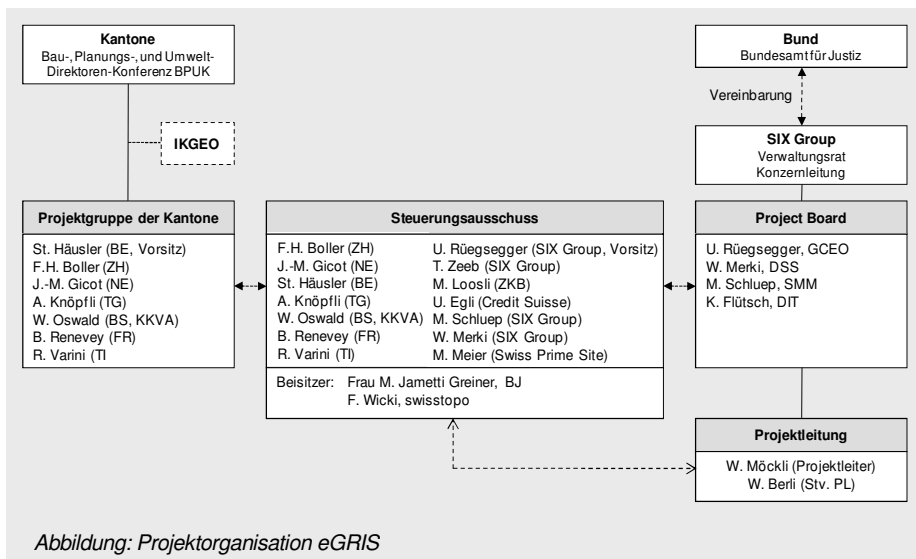 Kantone
Bau-, Planungs-, und Umwelt-
Direktoren-Konferenz BPUK
IKGEO
Projektgruppe der Kantone
St. Häusler (BE, Vorsitz)
F.H. Boller (ZH)
J.-M. Gicot (NE)
A. Knöpfli (TG)
W. Oswald (BS, KKVA)
B. Renevey (FR)
R. Varini (TI
Steuerungsausschuss
F.H. Boller (ZH)
J.-M. Gicot (NE)
St. Häusler (BE)
A. Knöpfli (TG)
W. Oswald (BS, KKVA)
B. Renevey (FR)
R. Varini (TI)
U. Rüegsegger (SIX Group, Vorsitz)
T. Zeeb (SIX Group)
M. Loosli (ZKB)
U. Egli (Credit Suisse)
M. Schluep (SIX Group)
W. Merki (SIX Group)
M. Meier (Swiss Prime Site)
Beisitzer: Frau M. Jametti Greiner, BJ
F. Wicki, swisstopo
Bund
Bundesamt für Justiz
Vereinbarung
SIX Group
Verwaltungsrat
Konzernleitung
Project Board
U. Rüegsegger, GCEO
W. Merki, DSS
M. Schluep, SMM
K. Flütsch, DIT
Projektleitung
W. Möckli (Projektleiter)
W. Berli (Stv. PL)
Abbildung: Projektorganisation eGRIS